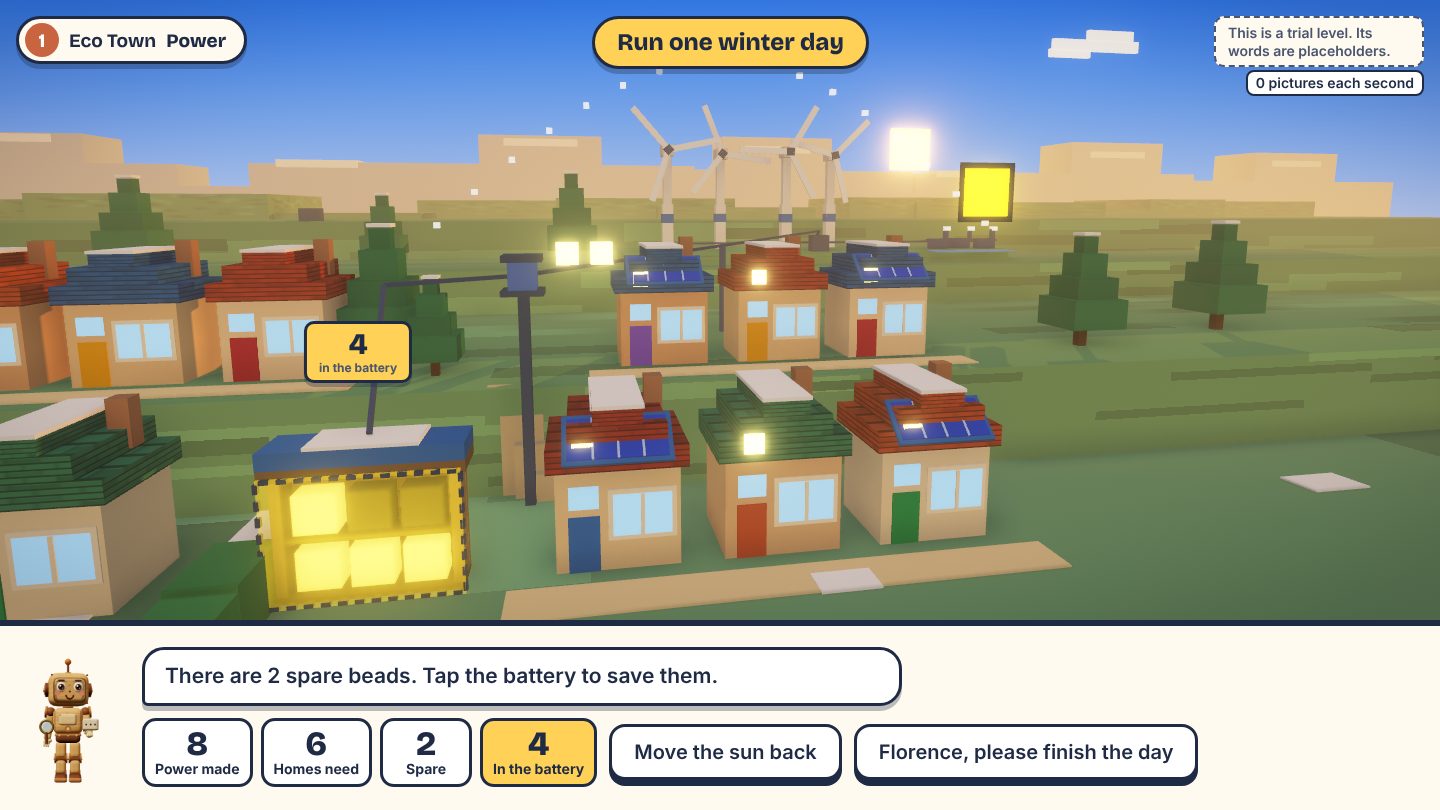 1 Eco Town Power
Run one winter day
This is a trial level. Its
words are placeholders.
0 pictures each second
4
in the battery
There are 2 spare beads. Tap the battery to save them.
8
Power made
6
Homes need
2
Spare
4
In the battery
Move the sun back
Florence, please finish the day